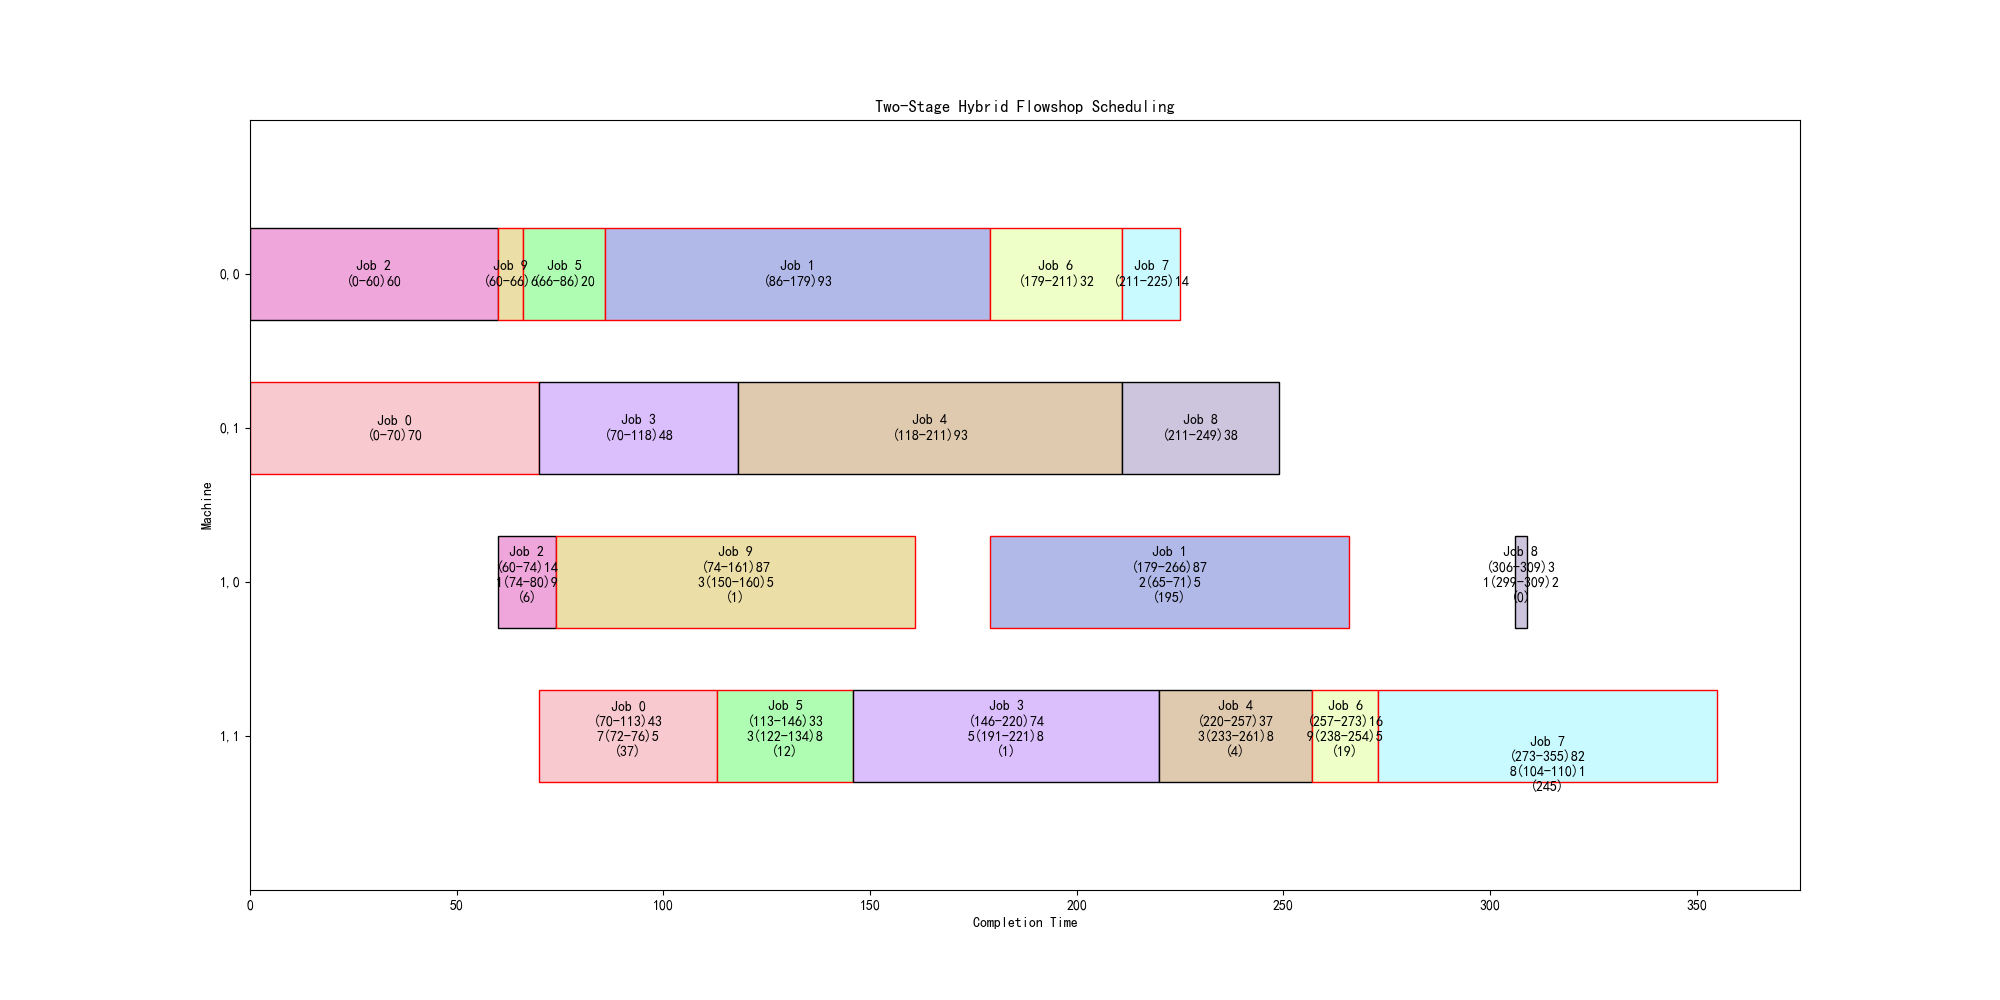 Two-Stage Hybrid Flowshop Scheduling
Machine
0,0
Job 2
(0-60)60
Job 9
(60-66)6
Job 5
(66-86)20
Job 1
(86-179)93
Job 6
(179-211)32
Job 7
(211-225)14
0,1
Job 0
(0-70)70
Job 3
(70-118)48
Job 4
(118-211)93
Job 8
(211-249)38
1,0
Job 2
(60-74)14
1(74-80)9
(6)
Job 9
(74-161)87
3(150-160)5
(1)
Job 1
(179-266)87
2(65-71)5
(195)
Job 8
(306-309)3
1(299-309)2
(0)
1,1
Job 0
(70-113)43
7(72-76)5
(37)
Job 5
(113-146)33
3(122-134)8
(12)
Job 3
(146-220)74
5(191-221)8
(1)
Job 4
(220-257)37
3(233-261)8
(4)
Job 6
(257-273)16
9(238-254)5
(19)
Job 7
(273-355)82
8(104-110)1
(245)
0 50 100 150 200 250 300 350
Completion Time